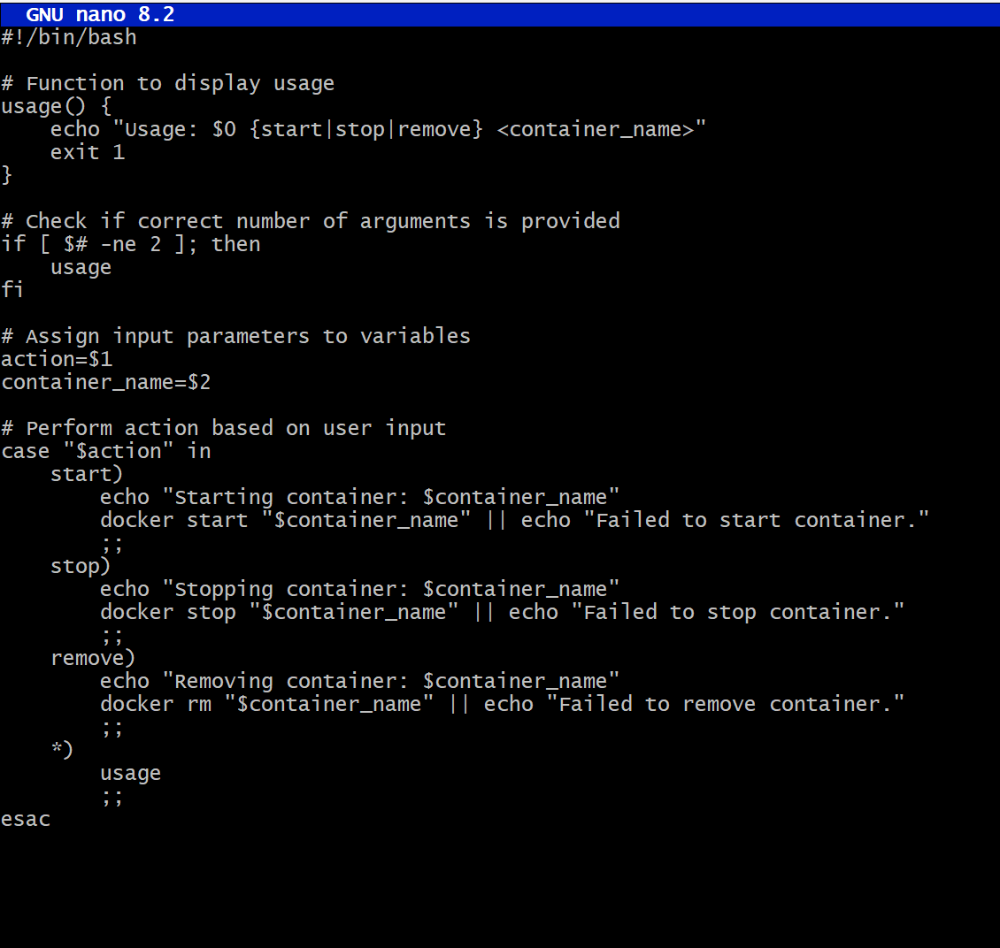 GNU nano 8.2
#!/bin/bash

# Function to display usage
usage() {
    echo "Usage: $0 {start|stop|remove} <container_name>"
    exit 1
}

# Check if correct number of arguments is provided
if [ $# -ne 2 ]; then
    usage
fi

# Assign input parameters to variables
action=$1
container_name=$2

# Perform action based on user input
case "$action" in
    start)
        echo "Starting container: $container_name"
        docker start "$container_name" || echo "Failed to start container."
        ;;
    stop)
        echo "Stopping container: $container_name"
        docker stop "$container_name" || echo "Failed to stop container."
        ;;
    remove)
        echo "Removing container: $container_name"
        docker rm "$container_name" || echo "Failed to remove container."
        ;;
    *)
        usage
        ;;
esac